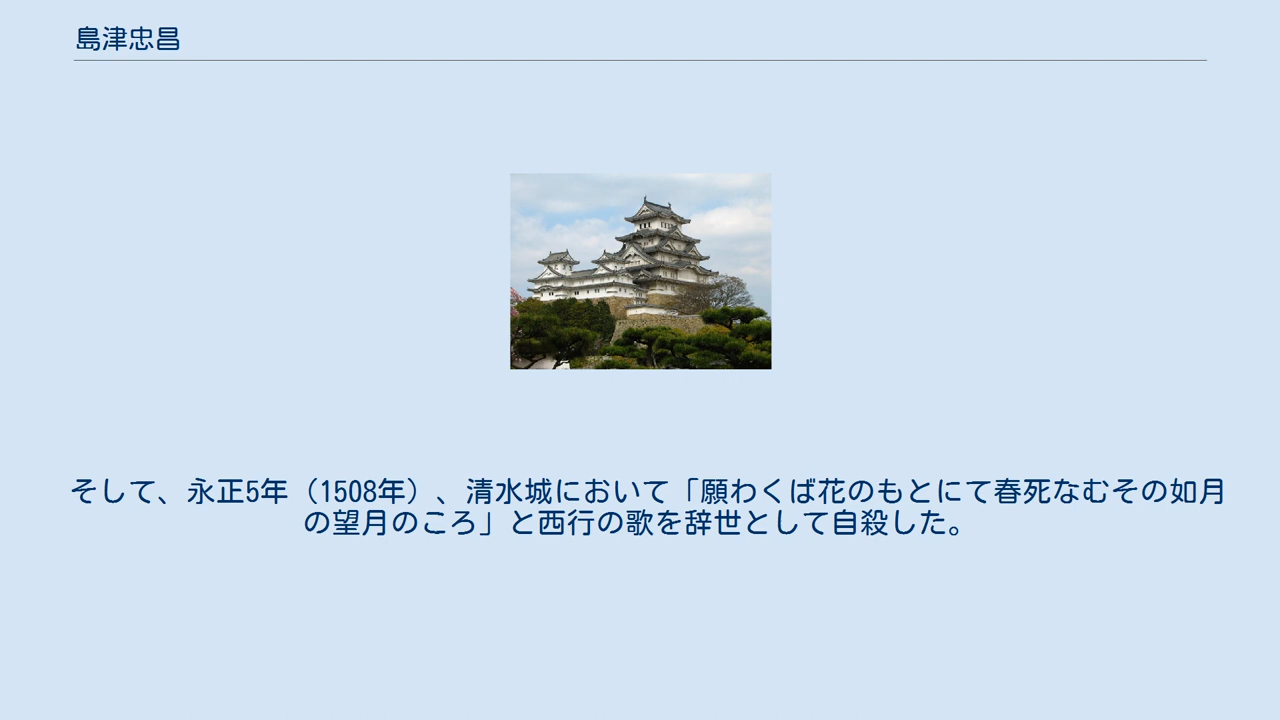 島津忠昌
そして、永正5年（1508年）、清水城において「願わくば花のもとにて春死なむその如月
の望月のころ」と西行の歌を辞世として自殺した。